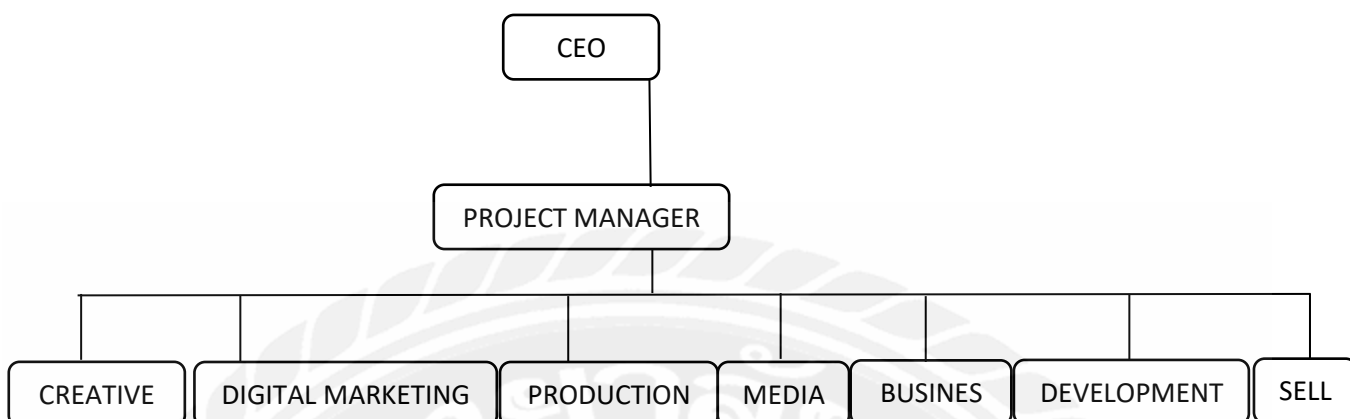 CEO
PROJECT MANAGER
CREATIVE
DIGITAL MARKETING
PRODUCTION
MEDIA
BUSINES
DEVELOPMENT
SELL